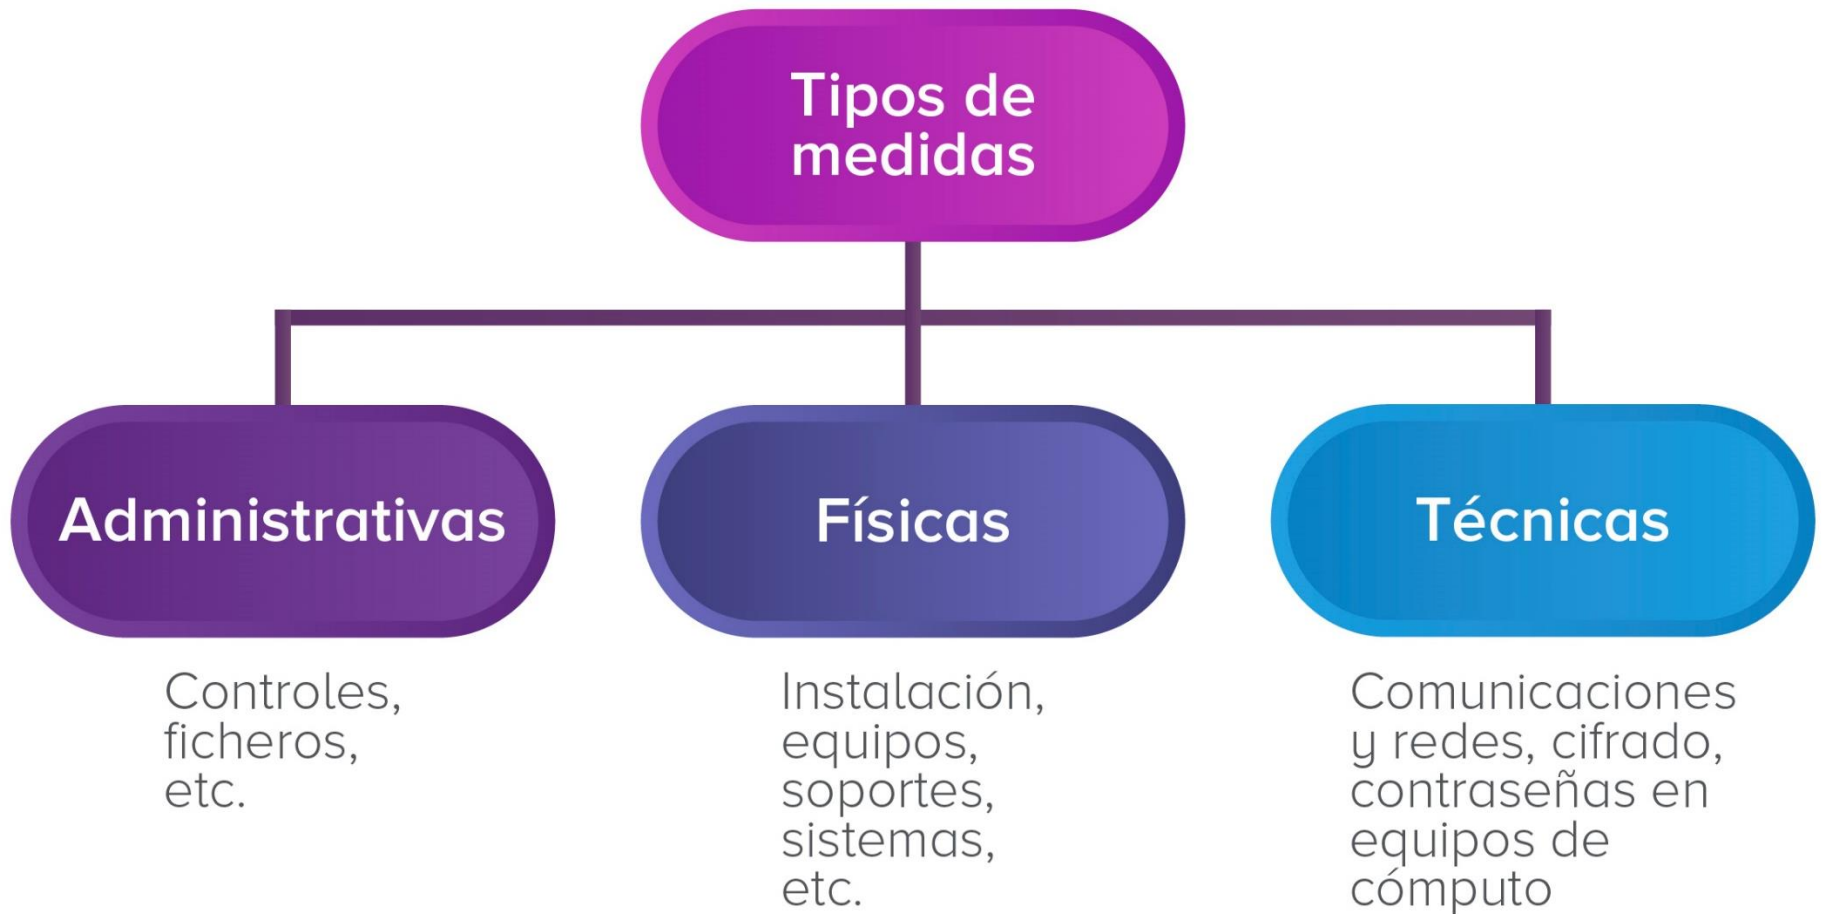 Tipos de
medidas
Administrativas
Físicas
Técnicas
Controles,
ficheros,
etc.
Instalación,
equipos,
soportes,
sistemas,
etc.
Comunicaciones
y redes, cifrado,
contraseñas en
equipos de
cómputo